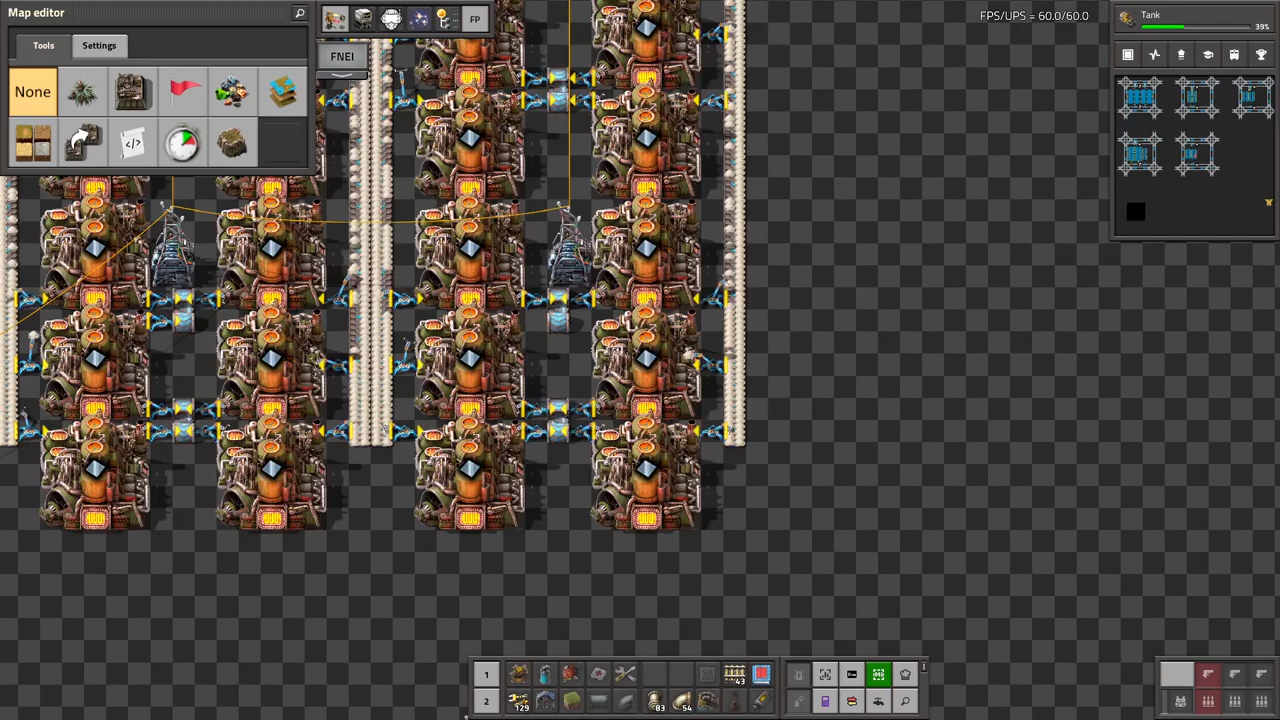 Map editor
FP
FPS/UPS = 60.0/60.0
Tank
39%
Tools
Settings
FNEI
None
</>
1
43
2
129
83
54